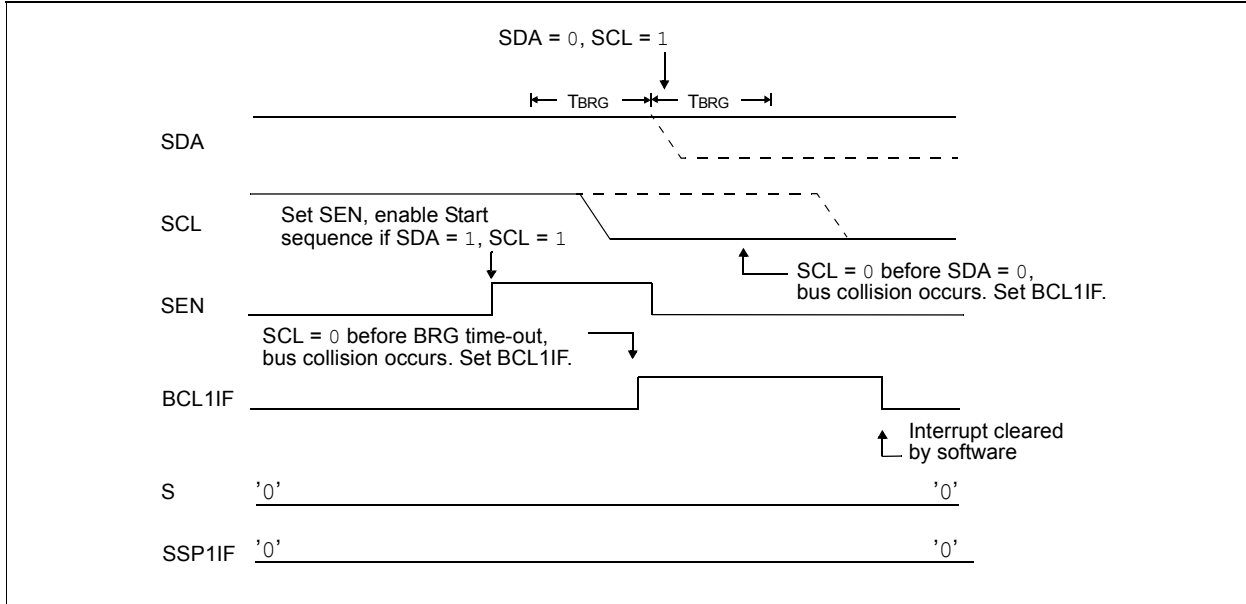 SDA = 0, SCL = 1
TBRG TBRG
SDA
SCL
Set SEN, enable Start
sequence if SDA = 1, SCL = 1
SCL = 0 before SDA = 0,
bus collision occurs. Set BCL1IF.
SEN
SCL = 0 before BRG time-out,
bus collision occurs. Set BCL1IF.
BCL1IF
Interrupt cleared
by software
S '0' '0'
SSP1IF '0' '0'